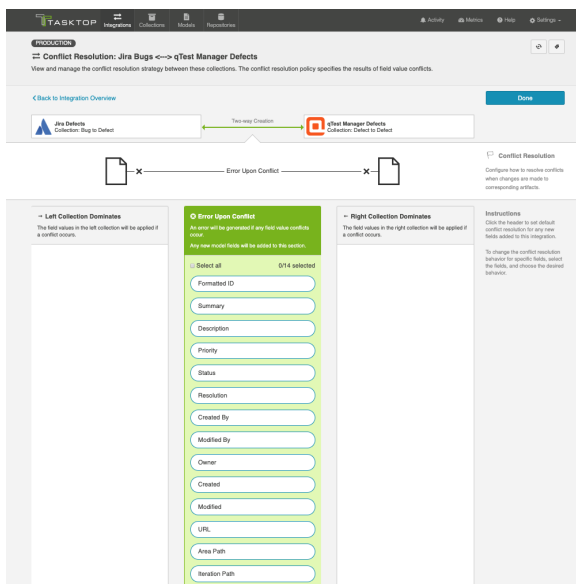 TASKTOP
Integrations
Collections
Models
Repositories
Activity
Metrics
Help
Settings
PRODUCTION
Conflict Resolution: Jira Bugs <---> qTest Manager Defects
View and manage the conflict resolution strategy between these collections. The conflict resolution policy specifies the results of field value conflicts.
Back to Integration Overview
Done
Jira Defects
Collection: Bug to Defect
Two-way Creation
qTest Manager Defects
Collection: Defect to Defect
Error Upon Conflict
Conflict Resolution
Configure how to resolve conflicts
when changes are made to
corresponding artifacts.
Left Collection Dominates
The field values in the left collection will be applied if
a conflict occurs.
Error Upon Conflict
An error will be generated if any field value conflicts
occur.
Any new model fields will be added to this section.
Select all
0/14 selected
Formatted ID
Summary
Description
Priority
Status
Resolution
Created By
Modified By
Owner
Created
Modified
URL
Area Path
Iteration Path
Right Collection Dominates
The field values in the right collection will be applied if
a conflict occurs.
Instructions
Click the header to set default
conflict resolution for any new
fields added to this integration.
To change the conflict resolution
behavior for specific fields, select
the fields, and choose the desired
behavior.